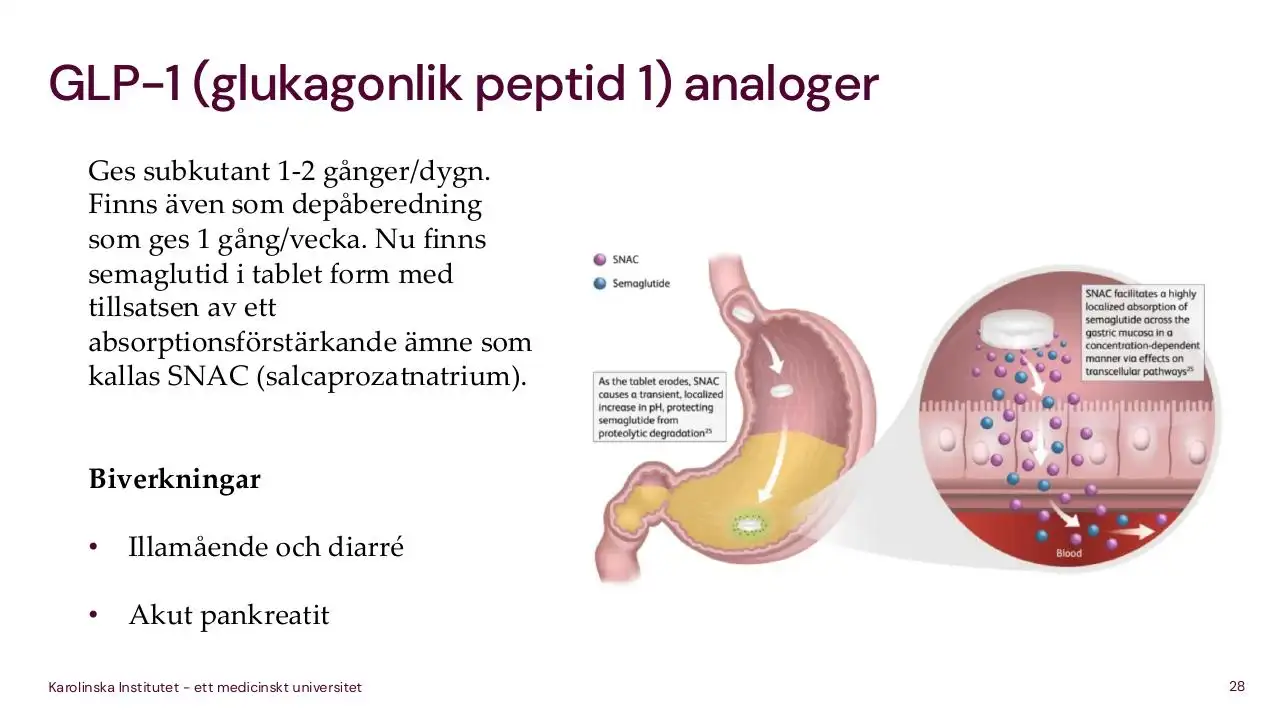 GLP-1 (glukagonlik peptid 1) analoger
Ges subkutant 1-2 gånger/dygn.
Finns även som depåberedning
som ges 1 gång/vecka. Nu finns
semaglutid i tablet form med
tillsatsen av ett
absorptionsförstärkande ämne som
kallas SNAC (salcaprozatnatrium).
Biverkningar
• Illamående och diarré
• Akut pankreatit
SNAC
Semaglutide
As the tablet erodes, SNAC
causes a transient, localized
increase in pH, protecting
semaglutide from
proteolytic degradation²⁵
SNAC facilitates a highly
localized absorption of
semaglutide across the
gastric mucosa in a
concentration-dependent
manner via effects on
transcellular pathways²⁵
Blood
Karolinska Institutet - ett medicinskt universitet
28